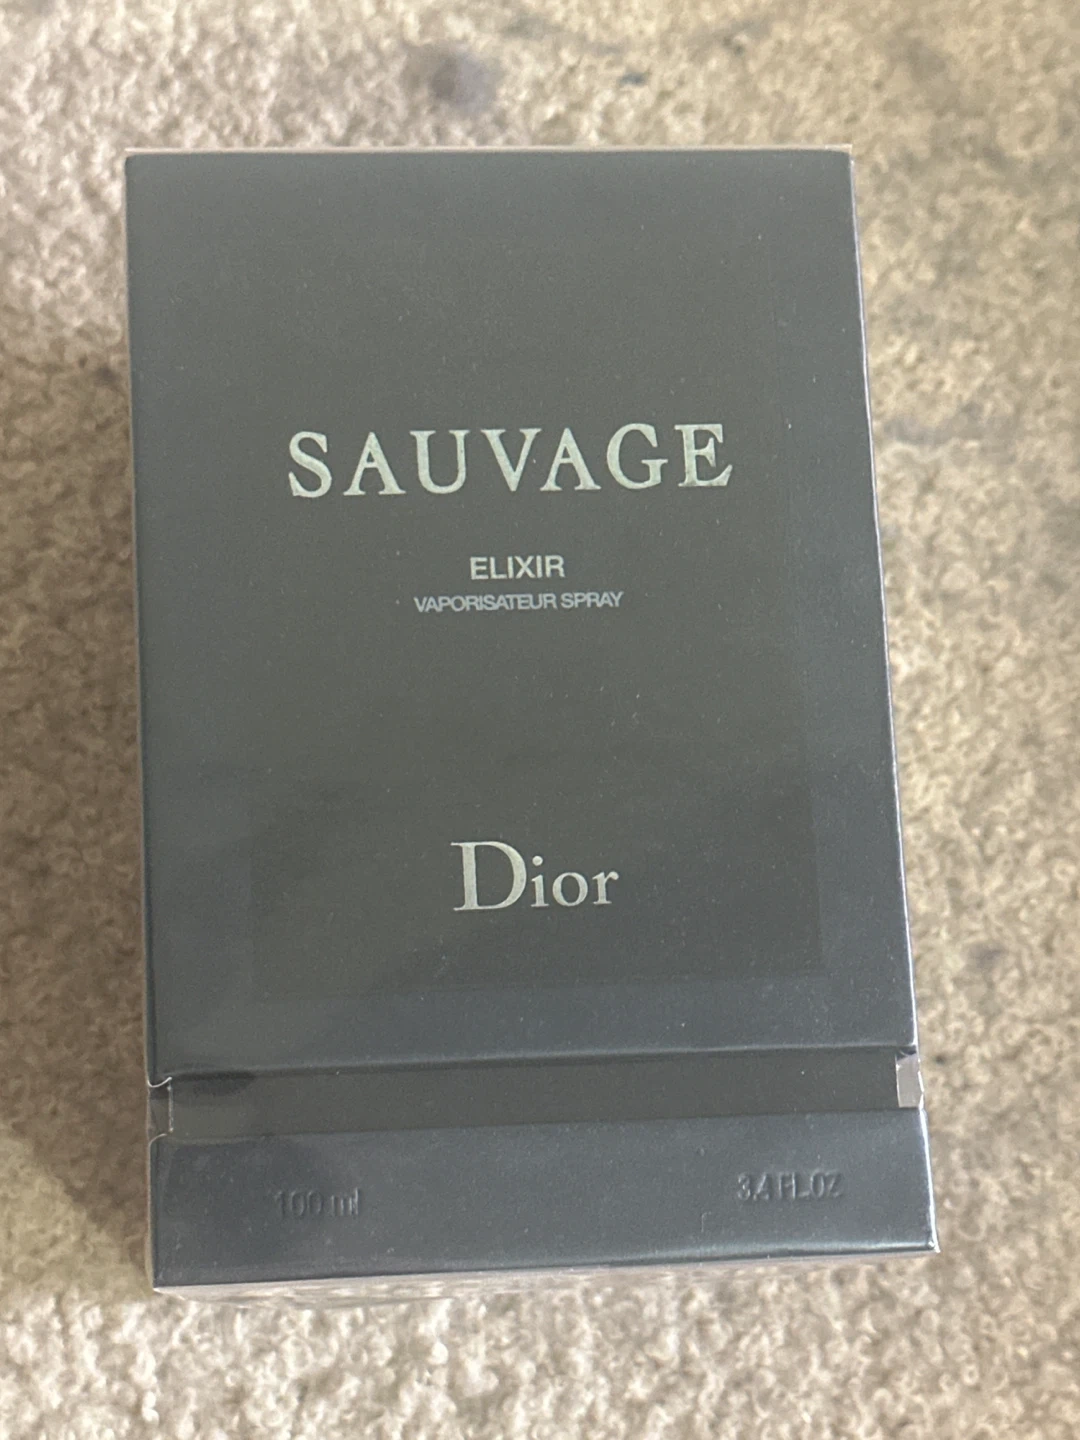 SAUVAGE
ELIXIR
VAPORISATEUR SPRAY
Dior
100 ml 3.4 FL.OZ